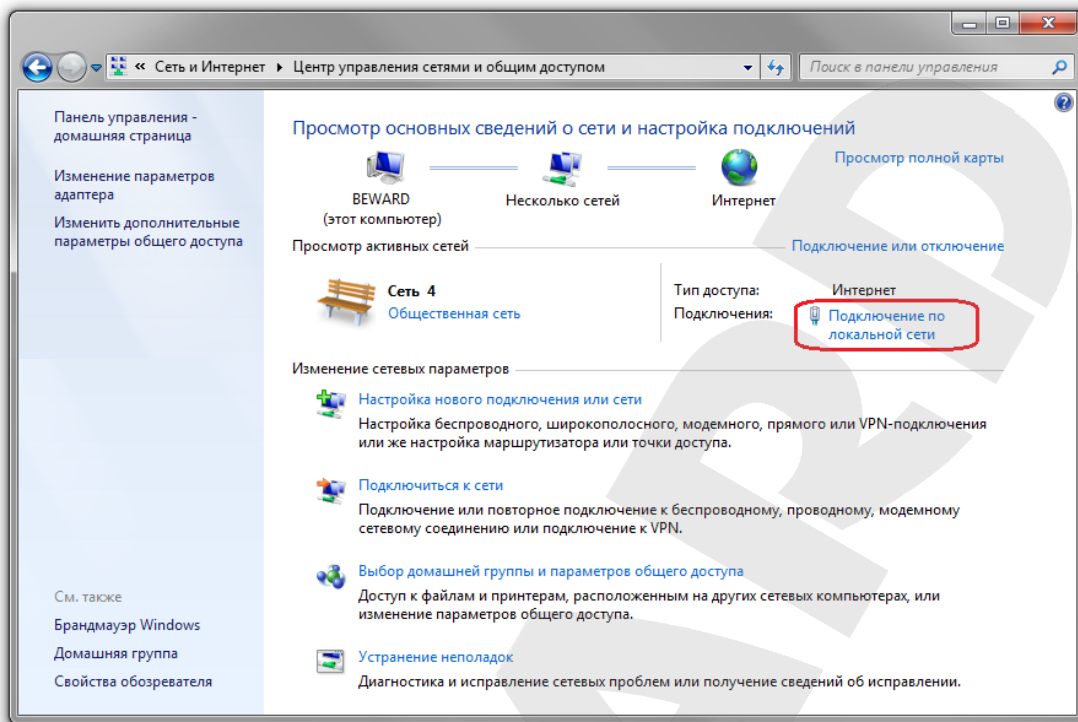 « Сеть и Интернет ▸ Центр управления сетями и общим доступом
Поиск в панели управления
Панель управления -
домашняя страница
Изменение параметров
адаптера
Изменить дополнительные
параметры общего доступа
См. также
Брандмауэр Windows
Домашняя группа
Свойства обозревателя
Просмотр основных сведений о сети и настройка подключений
Просмотр полной карты
BEWARD
(этот компьютер)
Несколько сетей
Интернет
Просмотр активных сетей
Подключение или отключение
Сеть 4
Общественная сеть
Тип доступа: Интернет
Подключения: Подключение по
локальной сети
Изменение сетевых параметров
Настройка нового подключения или сети
Настройка беспроводного, широкополосного, модемного, прямого или VPN-подключения
или же настройка маршрутизатора или точки доступа.
Подключиться к сети
Подключение или повторное подключение к беспроводному, проводному, модемному
сетевому соединению или подключение к VPN.
Выбор домашней группы и параметров общего доступа
Доступ к файлам и принтерам, расположенным на других сетевых компьютерах, или
изменение параметров общего доступа.
Устранение неполадок
Диагностика и исправление сетевых проблем или получение сведений об исправлении.
ARD